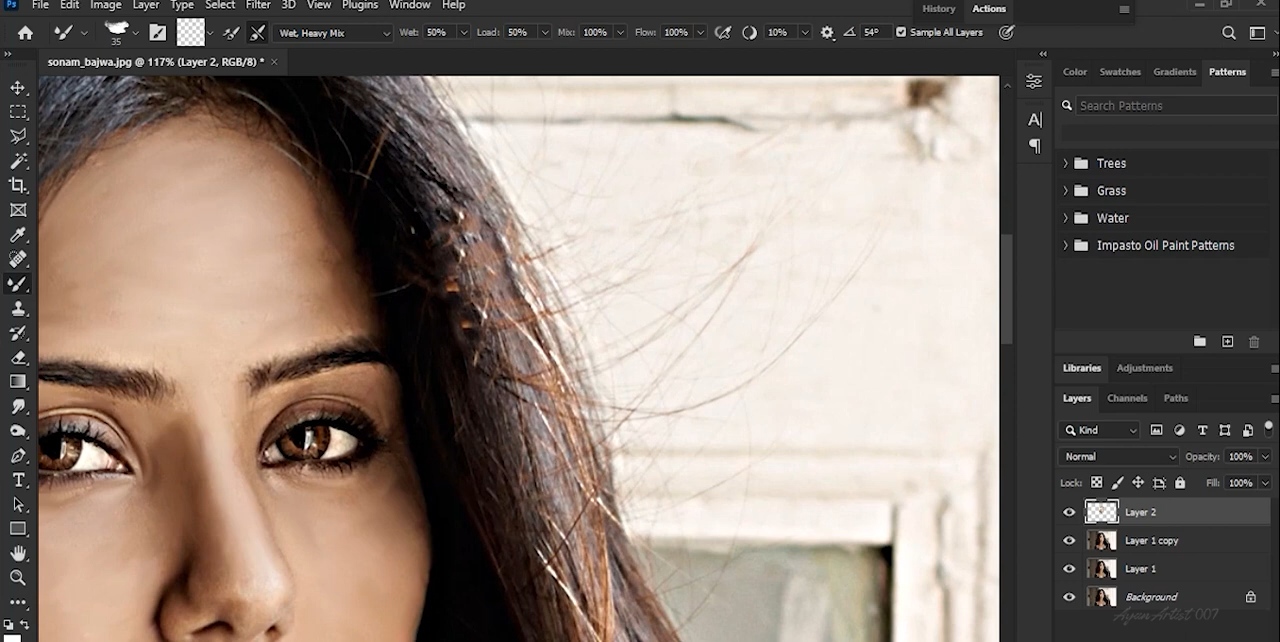 Ps File Edit Image Layer Type Select Filter 3D View Plugins Window Help
History Actions
35 Wet, Heavy Mix Wet: 50% Load: 50% Mix: 100% Flow: 100% 10% 54° Sample All Layers
sonam_bajwa.jpg @ 117% (Layer 2, RGB/8) *
Color Swatches Gradients Patterns
Search Patterns
Trees
Grass
Water
Impasto Oil Paint Patterns
Libraries Adjustments
Layers Channels Paths
Kind
Normal Opacity: 100%
Lock: Fill: 100%
Layer 2
Layer 1 copy
Layer 1
Background
Ayan Artist 007